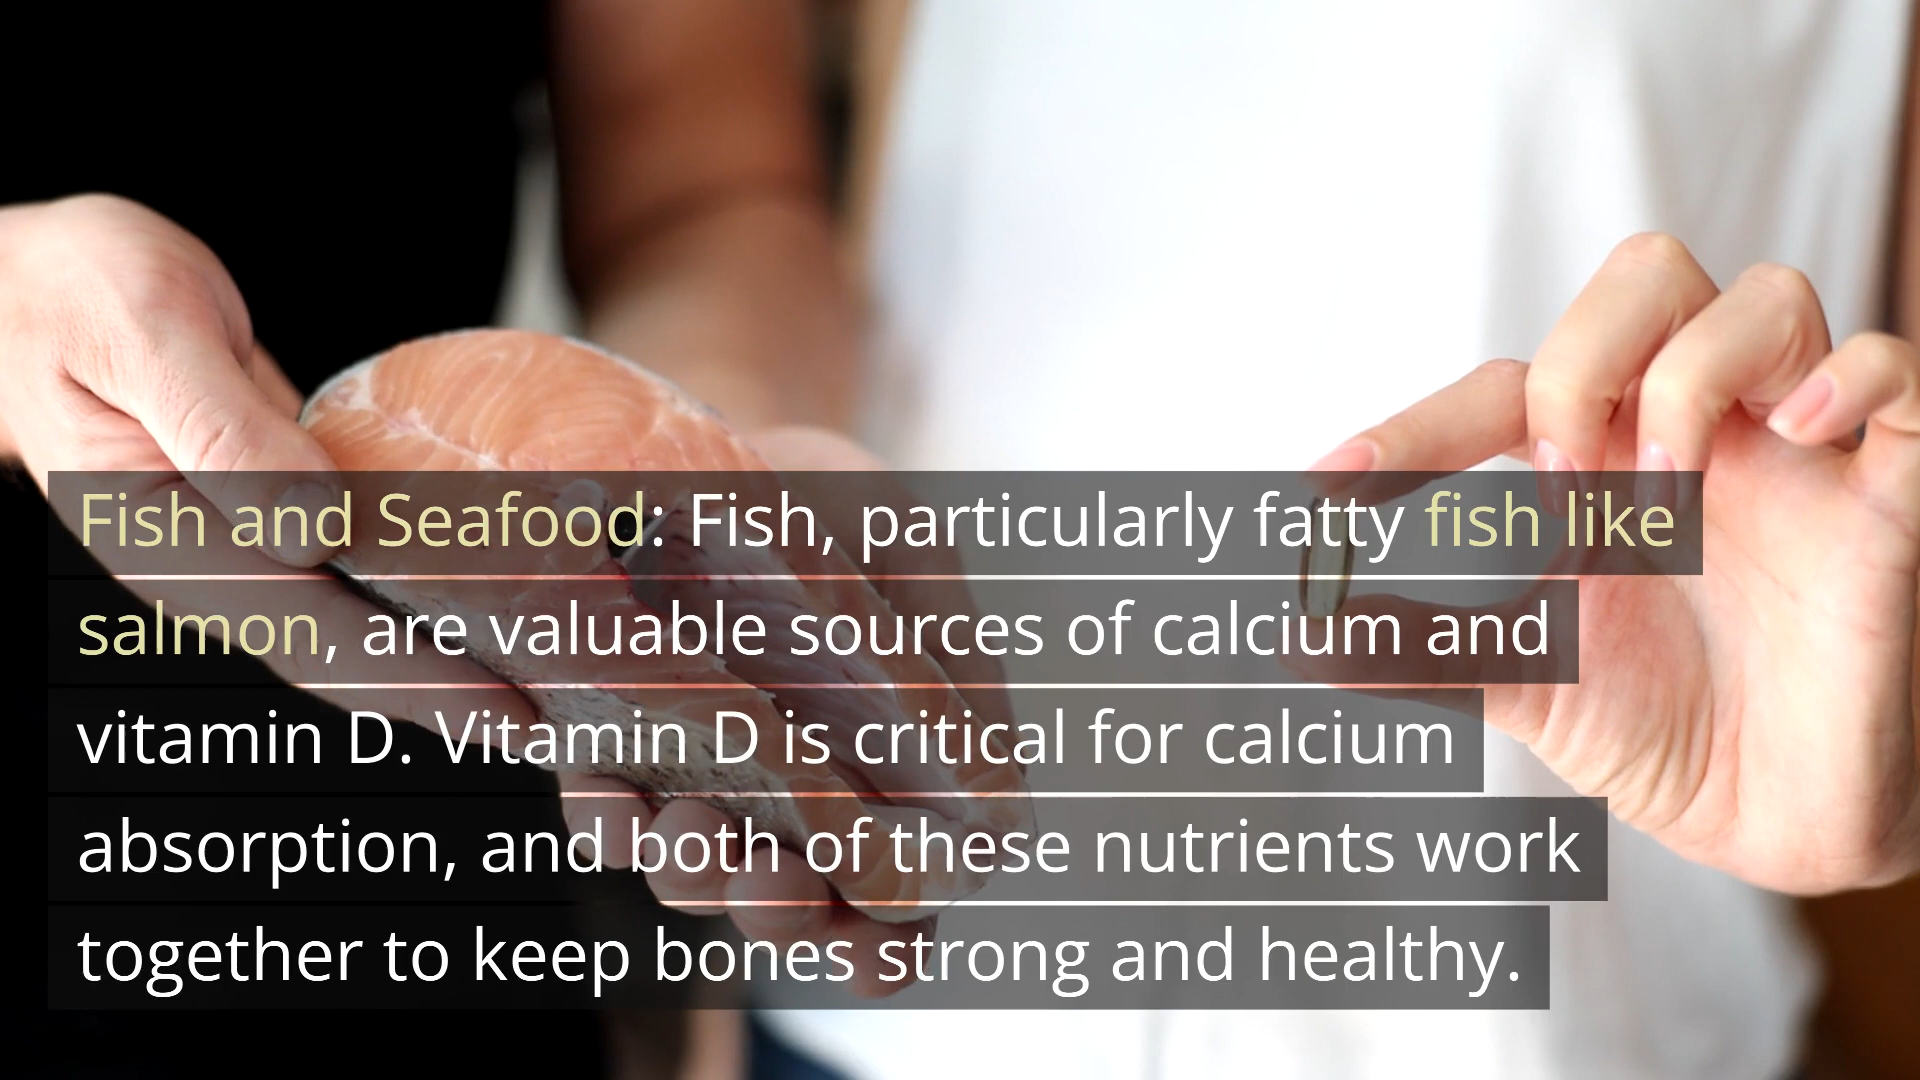 Fish and Seafood: Fish, particularly fatty fish like
salmon, are valuable sources of calcium and
vitamin D. Vitamin D is critical for calcium
absorption, and both of these nutrients work
together to keep bones strong and healthy.